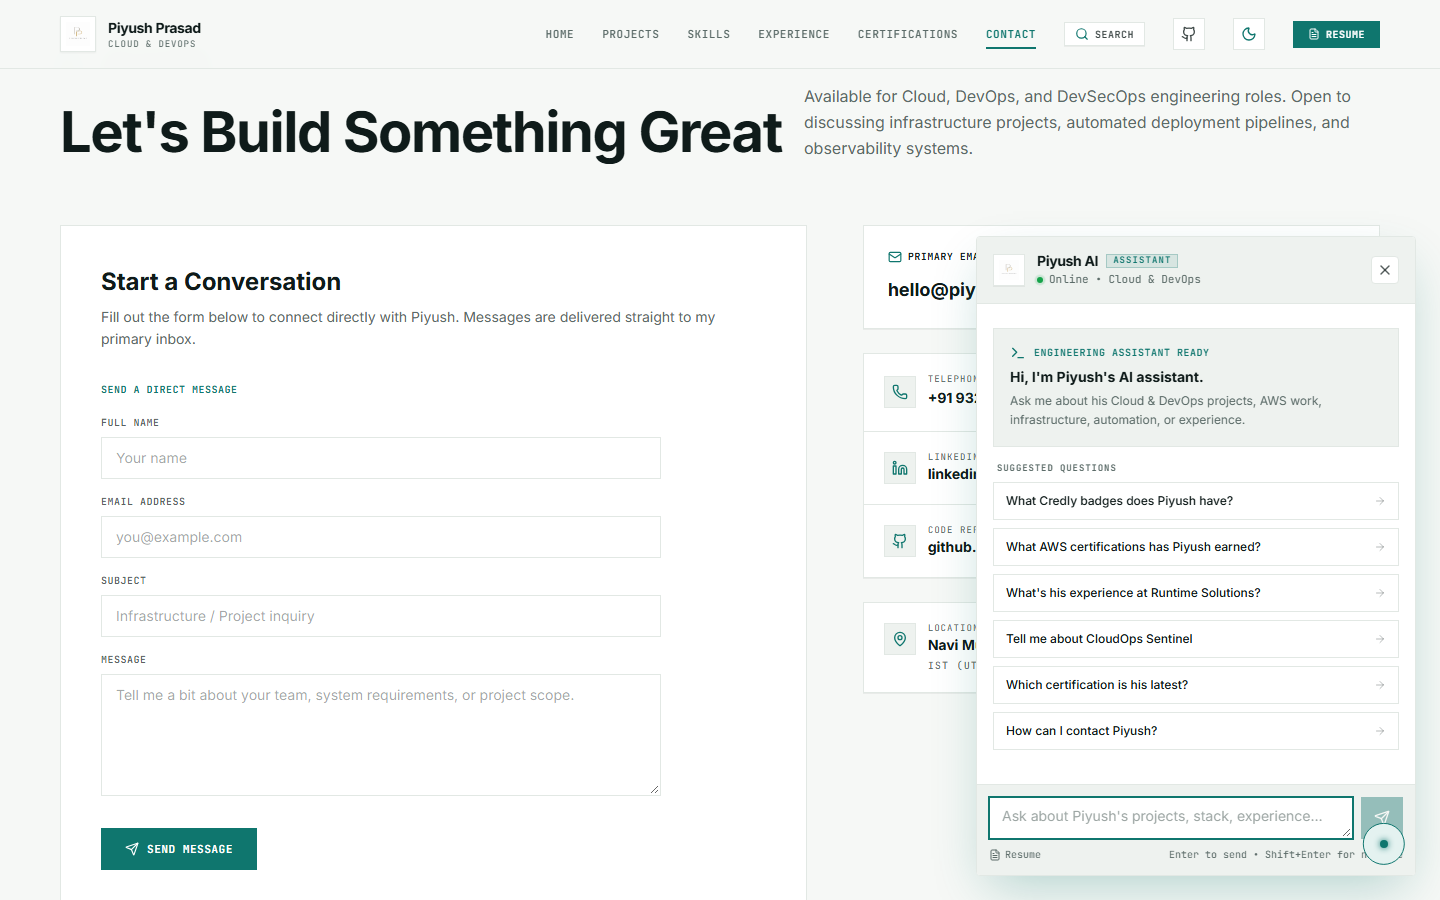 Piyush Prasad
CLOUD & DEVOPS
HOME
PROJECTS
SKILLS
EXPERIENCE
CERTIFICATIONS
CONTACT
SEARCH
RESUME
Let's Build Something Great
Available for Cloud, DevOps, and DevSecOps engineering roles. Open to
discussing infrastructure projects, automated deployment pipelines, and
observability systems.
Start a Conversation
Fill out the form below to connect directly with Piyush. Messages are delivered straight to my
primary inbox.
SEND A DIRECT MESSAGE
FULL NAME
Your name
EMAIL ADDRESS
you@example.com
SUBJECT
Infrastructure / Project inquiry
MESSAGE
Tell me a bit about your team, system requirements, or project scope.
SEND MESSAGE
PRIMARY EMA
hello@piy
TELEPHON
+91 93
LINKEDIN
linkedin
CODE REP
github.
LOCATION
Navi M
IST (UT
Piyush AI
ASSISTANT
Online • Cloud & DevOps
ENGINEERING ASSISTANT READY
Hi, I'm Piyush's AI assistant.
Ask me about his Cloud & DevOps projects, AWS work,
infrastructure, automation, or experience.
SUGGESTED QUESTIONS
What Credly badges does Piyush have?
What AWS certifications has Piyush earned?
What's his experience at Runtime Solutions?
Tell me about CloudOps Sentinel
Which certification is his latest?
How can I contact Piyush?
Ask about Piyush's projects, stack, experience...
Resume
Enter to send • Shift+Enter for